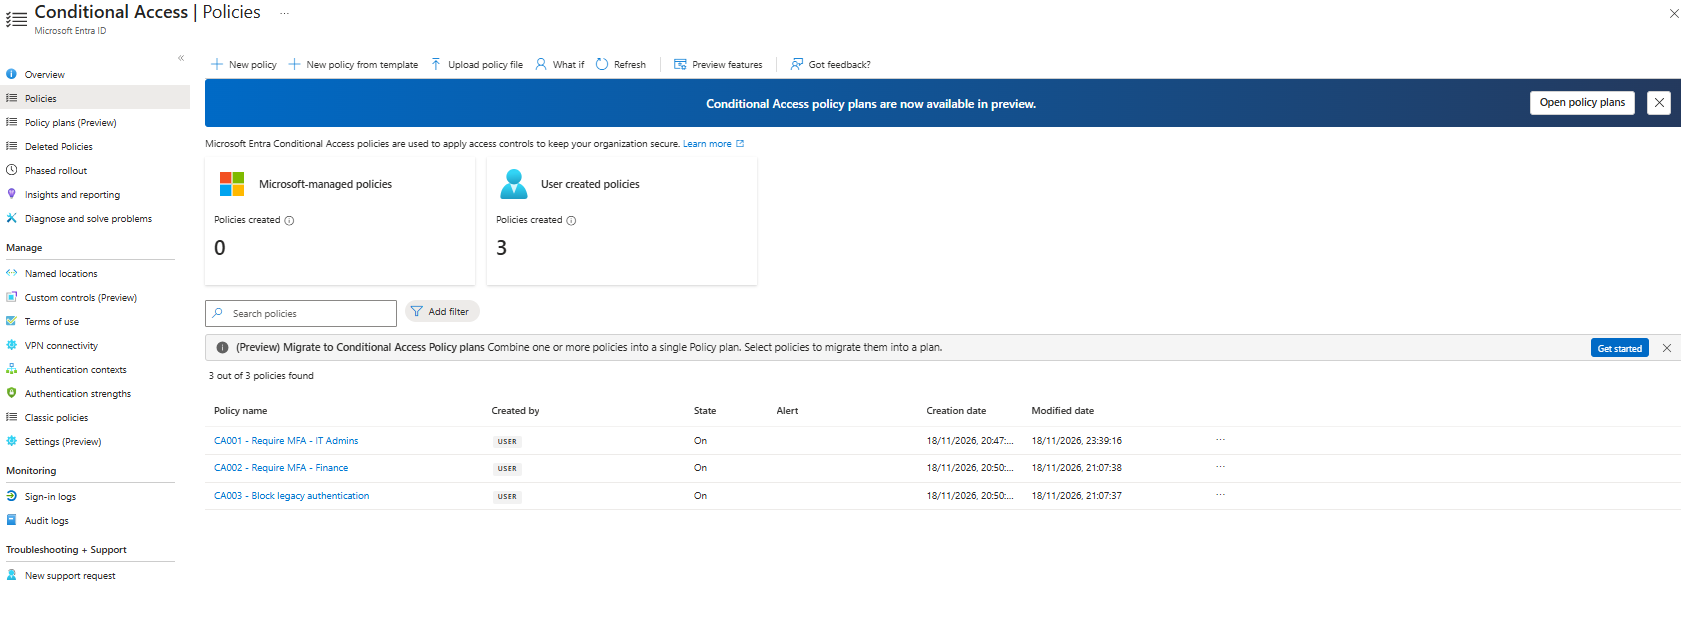 Conditional Access | Policies ...
Microsoft Entra ID
«
Overview
Policies
Policy plans (Preview)
Deleted Policies
Phased rollout
Insights and reporting
Diagnose and solve problems
Manage
Named locations
Custom controls (Preview)
Terms of use
VPN connectivity
Authentication contexts
Authentication strengths
Classic policies
Settings (Preview)
Monitoring
Sign-in logs
Audit logs
Troubleshooting + Support
New support request
New policy New policy from template Upload policy file What if Refresh Preview features Got feedback?
Conditional Access policy plans are now available in preview. Open policy plans
Microsoft Entra Conditional Access policies are used to apply access controls to keep your organization secure. Learn more
Microsoft-managed policies
Policies created
0
User created policies
Policies created
3
Search policies Add filter
(Preview) Migrate to Conditional Access Policy plans Combine one or more policies into a single Policy plan. Select policies to migrate them into a plan. Get started
3 out of 3 policies found
Policy name Created by State Alert Creation date Modified date
CA001 - Require MFA - IT Admins USER On 18/11/2026, 20:47:... 18/11/2026, 23:39:16 ...
CA002 - Require MFA - Finance USER On 18/11/2026, 20:50:... 18/11/2026, 21:07:38 ...
CA003 - Block legacy authentication USER On 18/11/2026, 20:50:... 18/11/2026, 21:07:37 ...